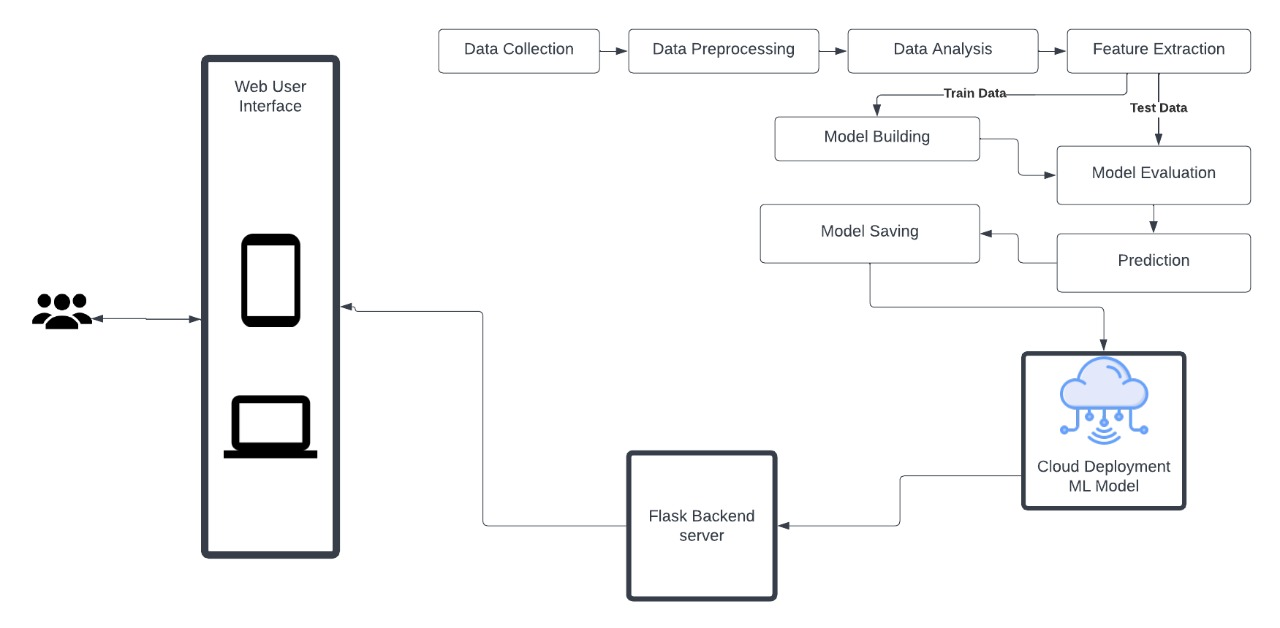 Data Collection
Data Preprocessing
Data Analysis
Feature Extraction
Web User
Interface
Train Data
Test Data
Model Building
Model Evaluation
Model Saving
Prediction
Cloud Deployment
ML Model
Flask Backend
server